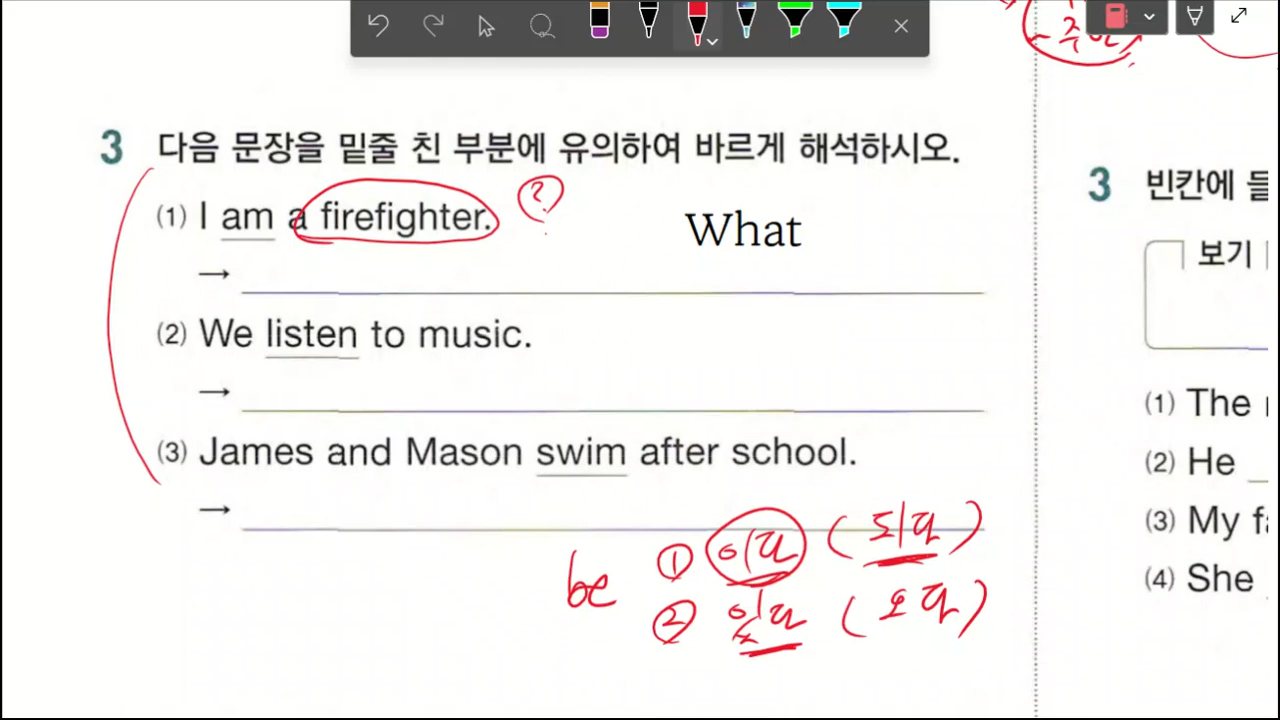 주
3 다음 문장을 밑줄 친 부분에 유의하여 바르게 해석하시오.
(1) I am a firefighter. ?
What
→
(2) We listen to music.
→
(3) James and Mason swim after school.
→
be ① 이다 (되다)
② 있다 (오다)
3 빈칸에 들
보기
(1) The
(2) He
(3) My fa
(4) She